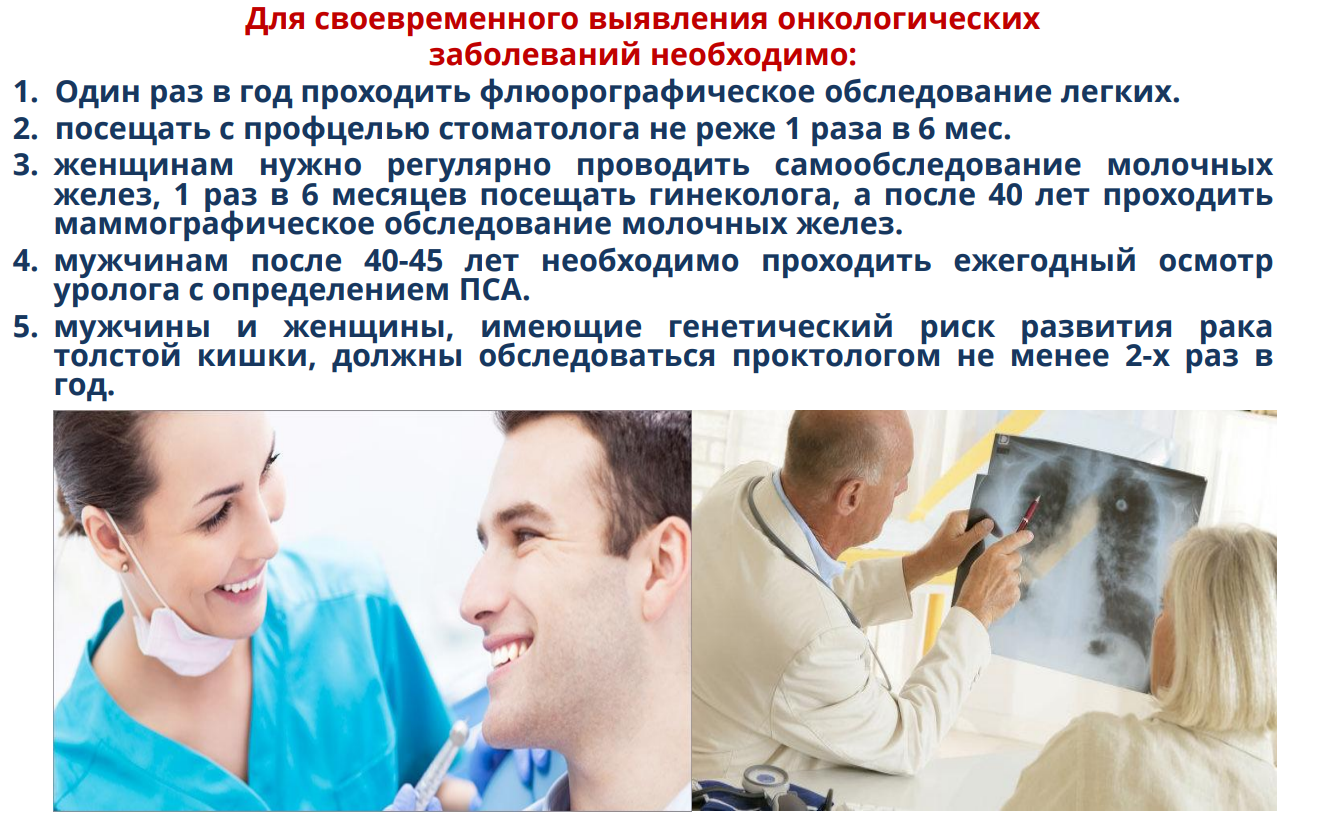 Для своевременного выявления онкологических
заболеваний необходимо:
1. Один раз в год проходить флюорографическое обследование легких.
2. посещать с профцелью стоматолога не реже 1 раза в 6 мес.
3. женщинам нужно регулярно проводить самообследование молочных
желез, 1 раз в 6 месяцев посещать гинеколога, а после 40 лет проходить
маммографическое обследование молочных желез.
4. мужчинам после 40-45 лет необходимо проходить ежегодный осмотр
уролога с определением ПСА.
5. мужчины и женщины, имеющие генетический риск развития рака
толстой кишки, должны обследоваться проктологом не менее 2-х раз в
год.